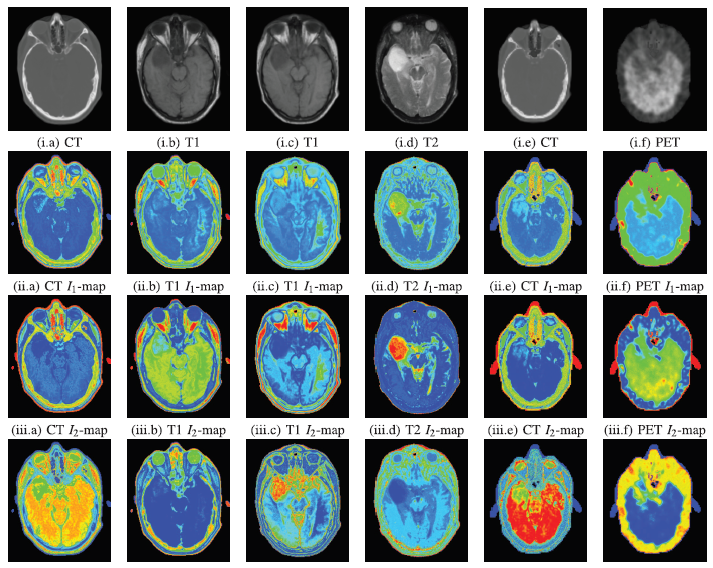 (i.a) CT (i.b) T1 (i.c) T1 (i.d) T2 (i.e) CT (i.f) PET
(ii.a) CT I₁-map (ii.b) T1 I₁-map (ii.c) T1 I₁-map (ii.d) T2 I₁-map (ii.e) CT I₁-map (ii.f) PET I₁-map
(iii.a) CT I₂-map (iii.b) T1 I₂-map (iii.c) T1 I₂-map (iii.d) T2 I₂-map (iii.e) CT I₂-map (iii.f) PET I₂-map